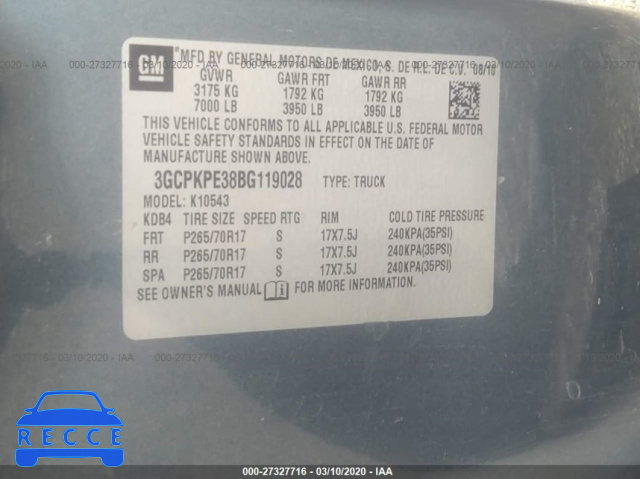 000-27327716 - 03/10/2020 - IAA
GM
MFD BY GENERAL MOTORS DE MEXICO, S. DE R.L. DE C.V. 08/10
GVWR GAWR FRT GAWR RR
3175 KG 1792 KG 1792 KG
7000 LB 3950 LB 3950 LB
THIS VEHICLE CONFORMS TO ALL APPLICABLE U.S. FEDERAL MOTOR
VEHICLE SAFETY STANDARDS IN EFFECT ON THE DATE OF
MANUFACTURE SHOWN ABOVE.
3GCPKPE38BG119028 TYPE: TRUCK
MODEL: K10543
KDB4 TIRE SIZE SPEED RTG RIM COLD TIRE PRESSURE
FRT P265/70R17 S 17X7.5J 240KPA(35PSI)
RR P265/70R17 S 17X7.5J 240KPA(35PSI)
SPA P265/70R17 S 17X7.5J 240KPA(35PSI)
SEE OWNER'S MANUAL FOR MORE INFORMATION.
RECCE
000-27327716 - 03/10/2020 - IAA